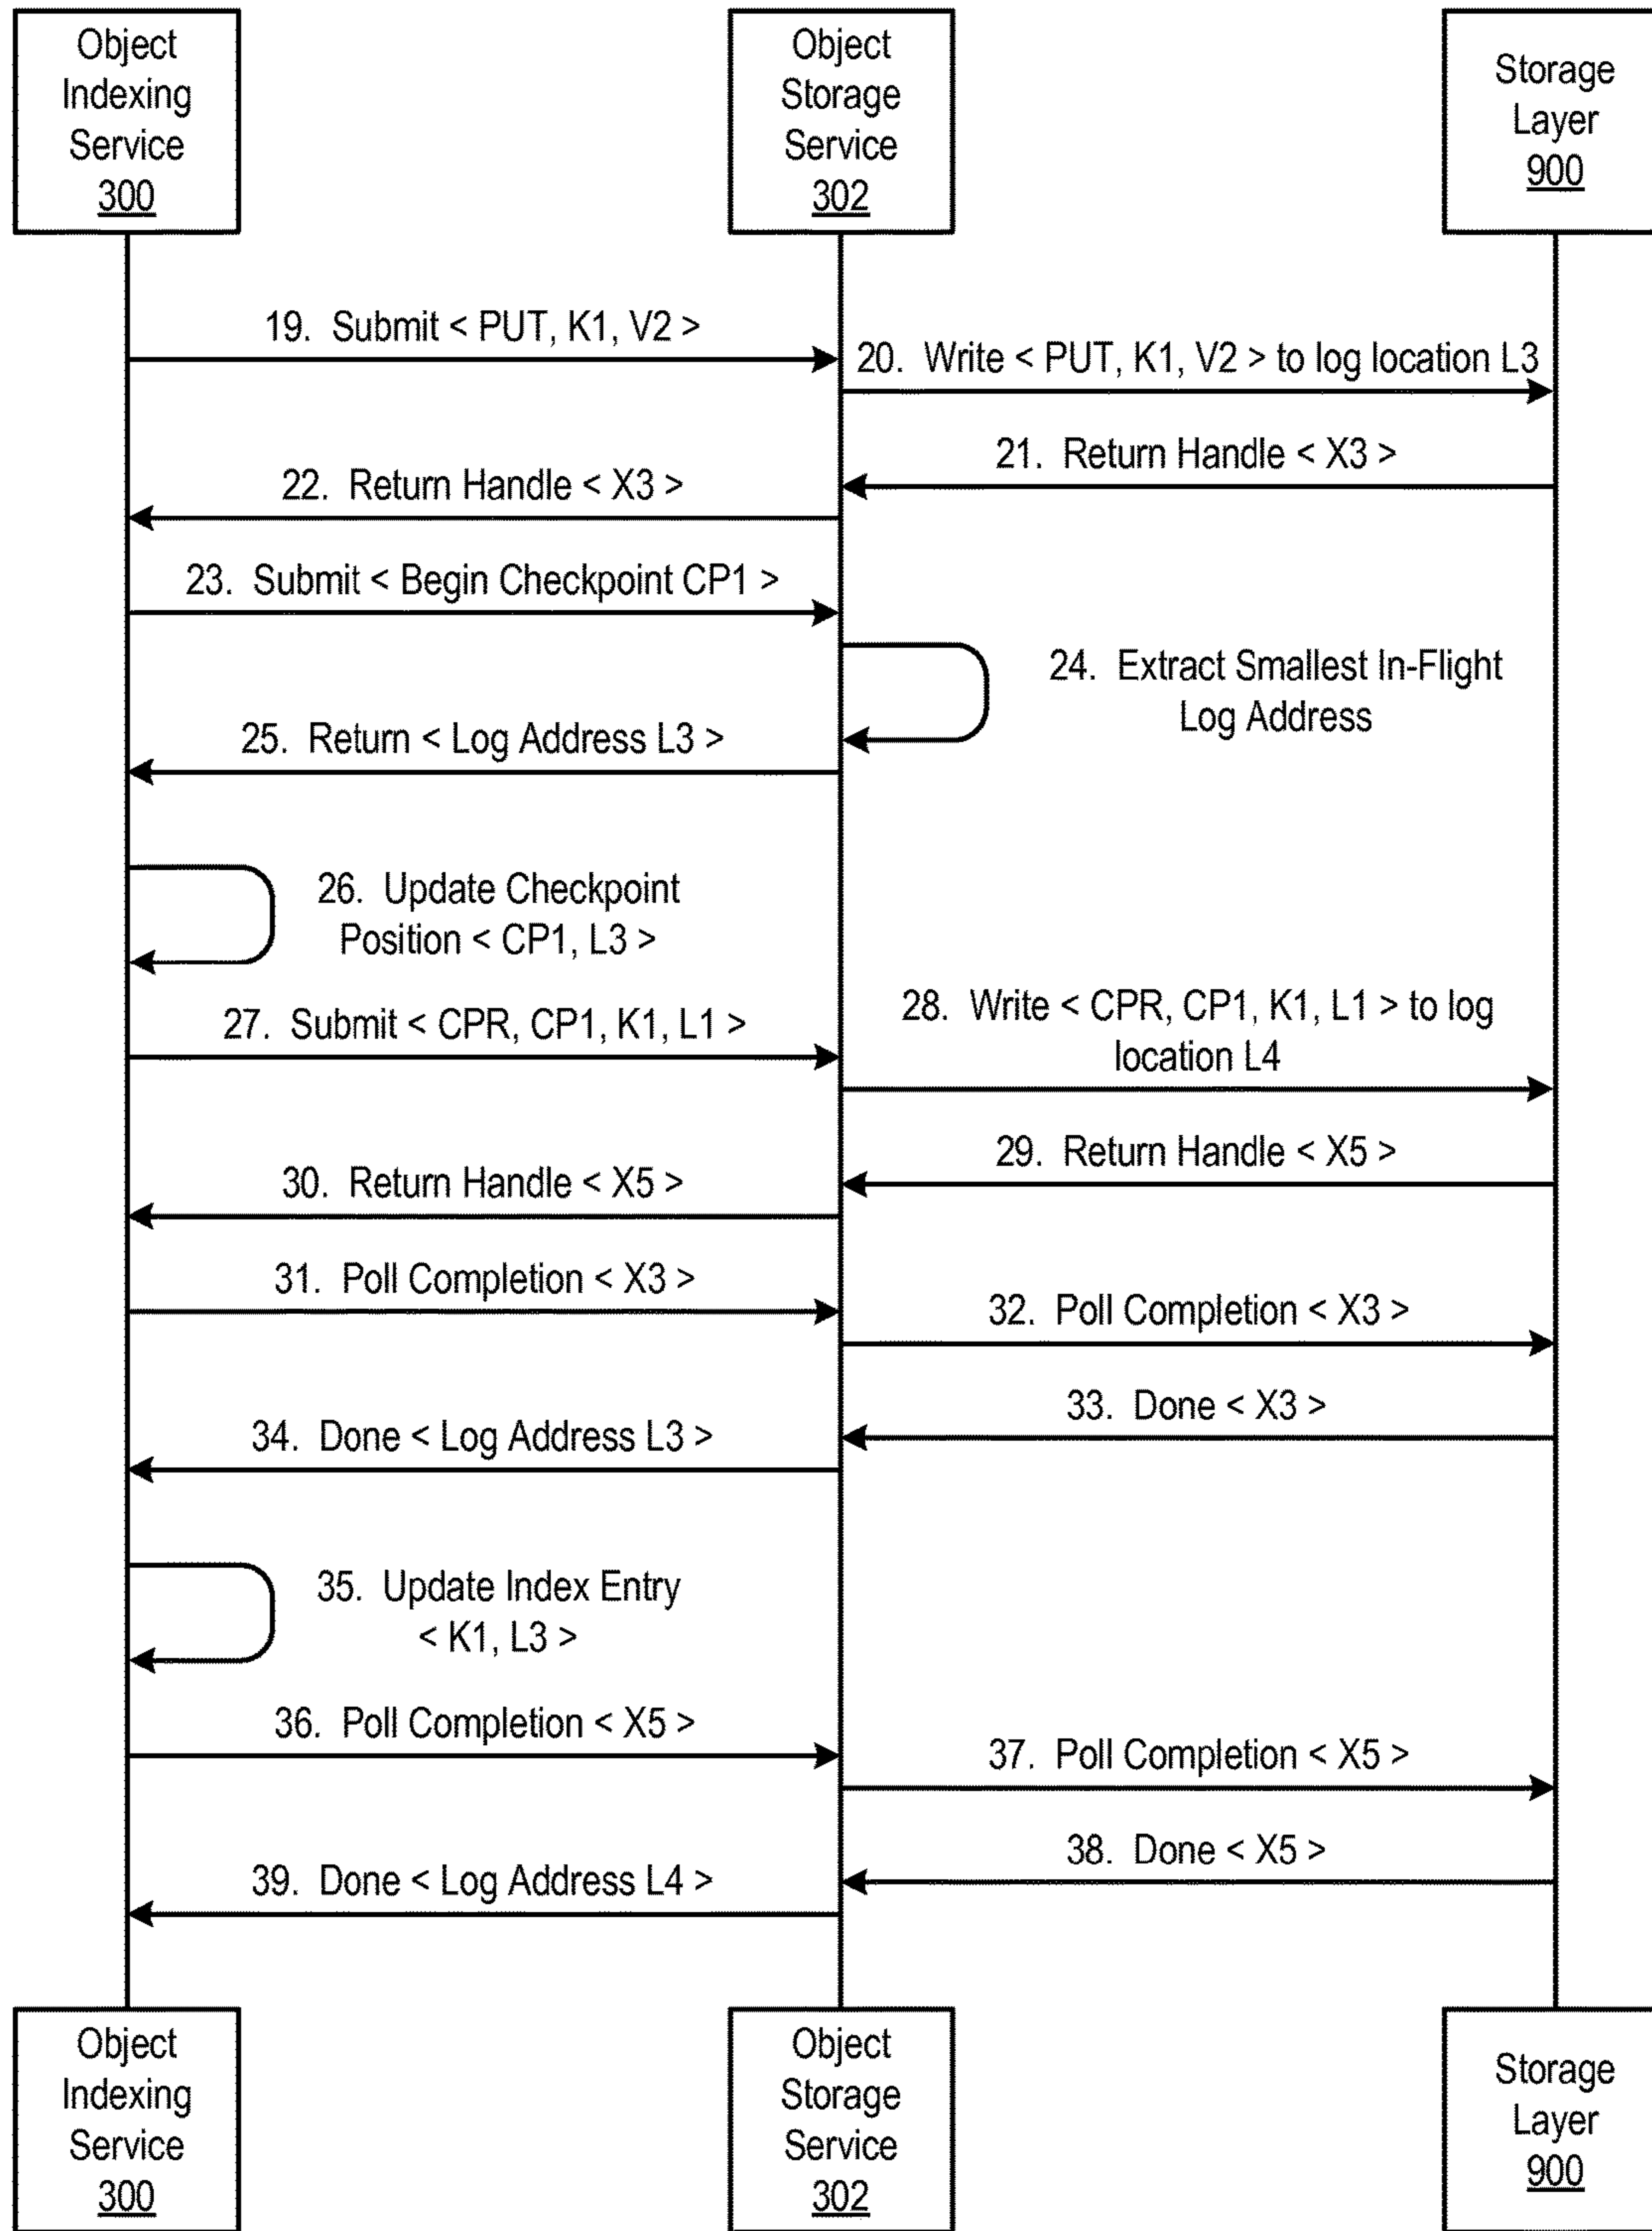 Object
Indexing
Service
300
Object
Storage
Service
302
Storage
Layer
900
19. Submit < PUT, K1, V2 >
20. Write < PUT, K1, V2 > to log location L3
21. Return Handle < X3 >
22. Return Handle < X3 >
23. Submit < Begin Checkpoint CP1 >
24. Extract Smallest In-Flight
Log Address
25. Return < Log Address L3 >
26. Update Checkpoint
Position < CP1, L3 >
27. Submit < CPR, CP1, K1, L1 >
28. Write < CPR, CP1, K1, L1 > to log
location L4
29. Return Handle < X5 >
30. Return Handle < X5 >
31. Poll Completion < X3 >
32. Poll Completion < X3 >
33. Done < X3 >
34. Done < Log Address L3 >
35. Update Index Entry
< K1, L3 >
36. Poll Completion < X5 >
37. Poll Completion < X5 >
38. Done < X5 >
39. Done < Log Address L4 >
Object
Indexing
Service
300
Object
Storage
Service
302
Storage
Layer
900